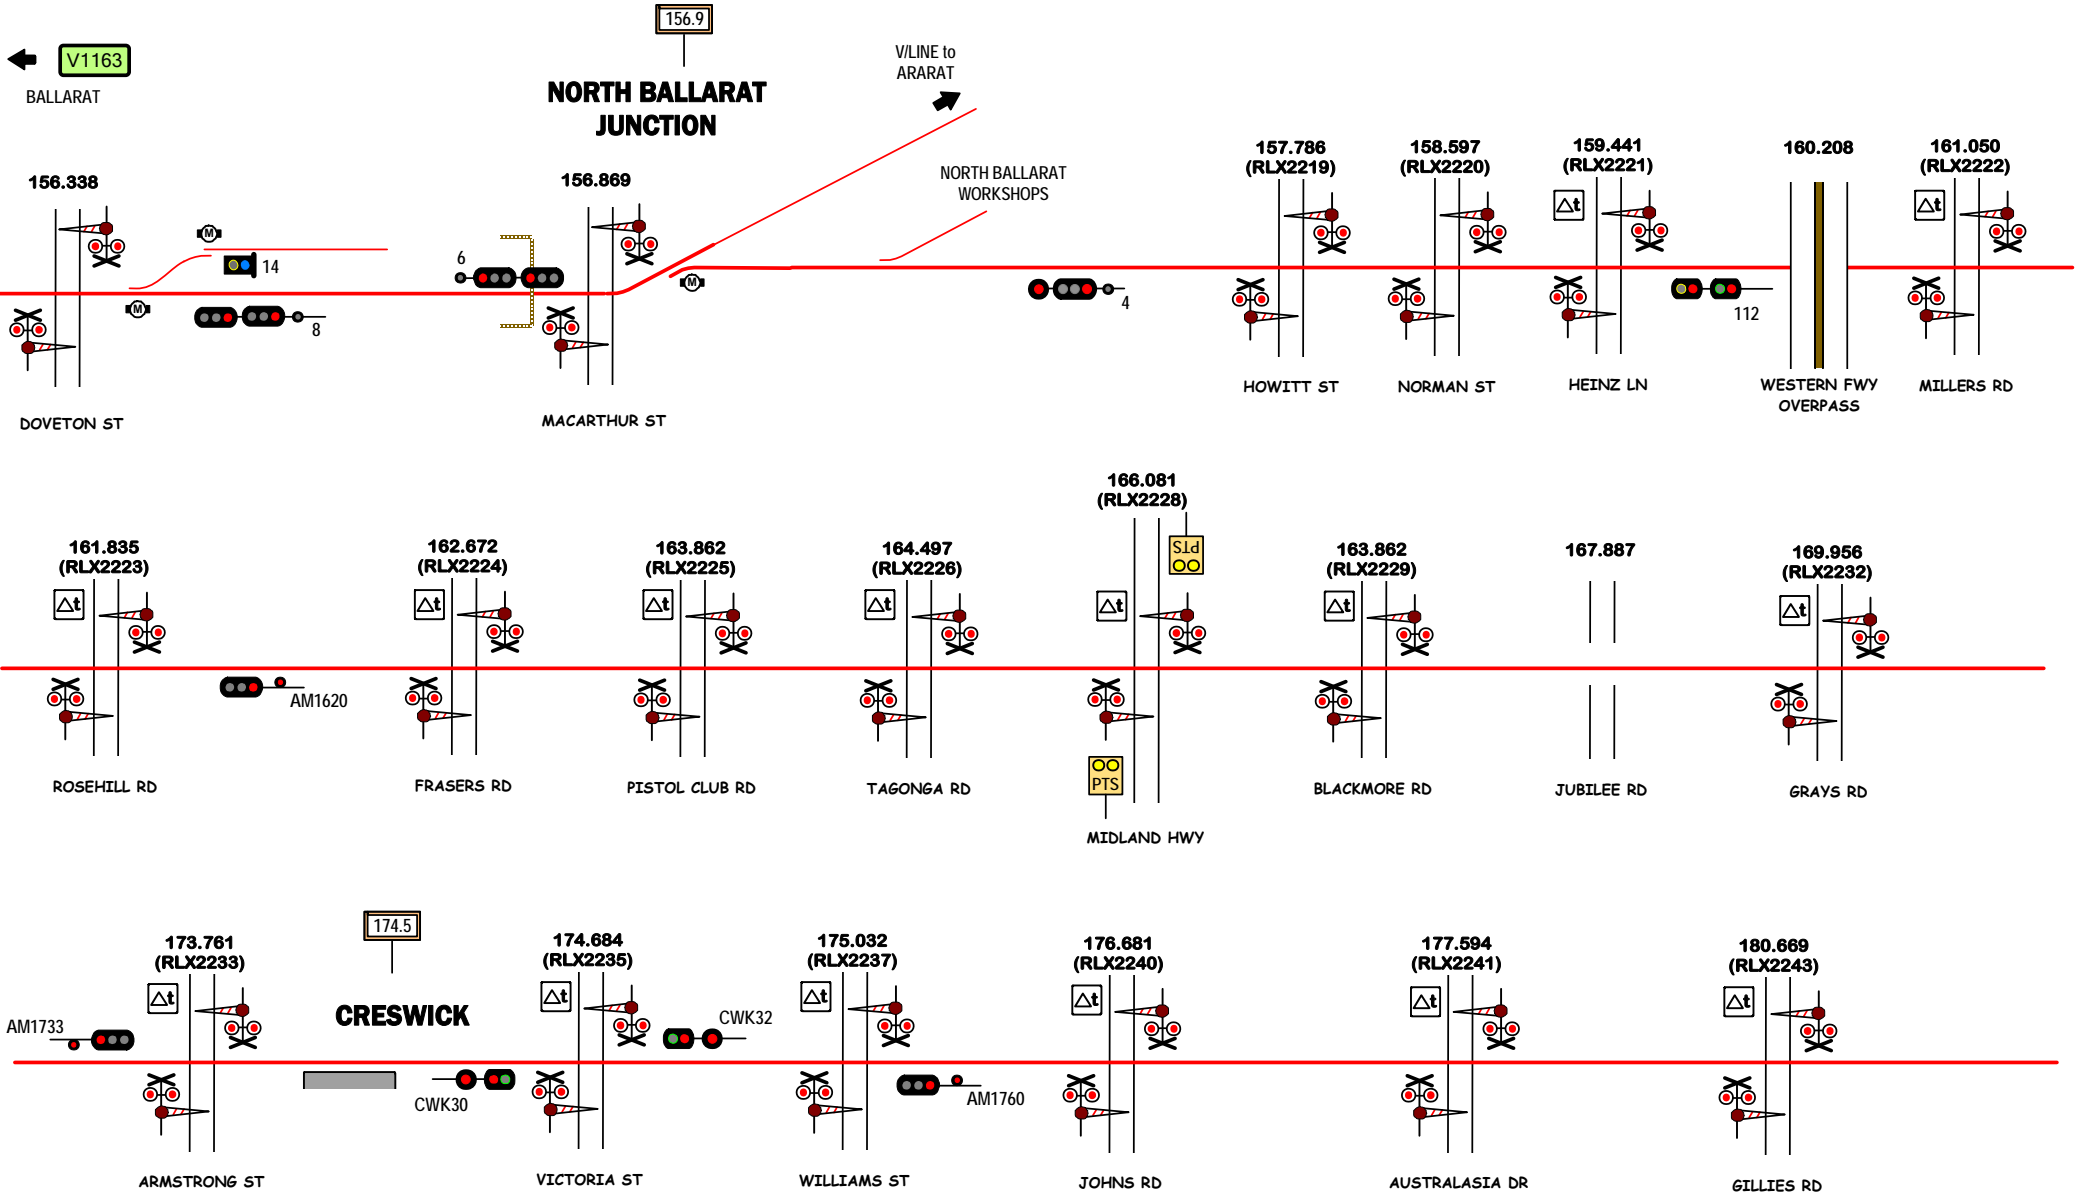 156.9
V1163
BALLARAT
NORTH BALLARAT
JUNCTION
V/LINE to
ARARAT
NORTH BALLARAT
WORKSHOPS
156.338
M
14
M
8
DOVETON ST
6
156.869
M
MACARTHUR ST
4
157.786
(RLX2219)
HOWITT ST
158.597
(RLX2220)
NORMAN ST
159.441
(RLX2221)
△t
HEINZ LN
112
160.208
WESTERN FWY
OVERPASS
161.050
(RLX2222)
△t
MILLERS RD
161.835
(RLX2223)
△t
ROSEHILL RD
AM1620
162.672
(RLX2224)
△t
FRASERS RD
163.862
(RLX2225)
△t
PISTOL CLUB RD
164.497
(RLX2226)
△t
TAGONGA RD
166.081
(RLX2228)
PTS
△t
PTS
MIDLAND HWY
163.862
(RLX2229)
△t
BLACKMORE RD
167.887
JUBILEE RD
169.956
(RLX2232)
△t
GRAYS RD
AM1733
173.761
(RLX2233)
△t
ARMSTRONG ST
174.5
CRESWICK
CWK30
174.684
(RLX2235)
△t
VICTORIA ST
CWK32
175.032
(RLX2237)
△t
WILLIAMS ST
AM1760
176.681
(RLX2240)
△t
JOHNS RD
177.594
(RLX2241)
△t
AUSTRALASIA DR
180.669
(RLX2243)
△t
GILLIES RD